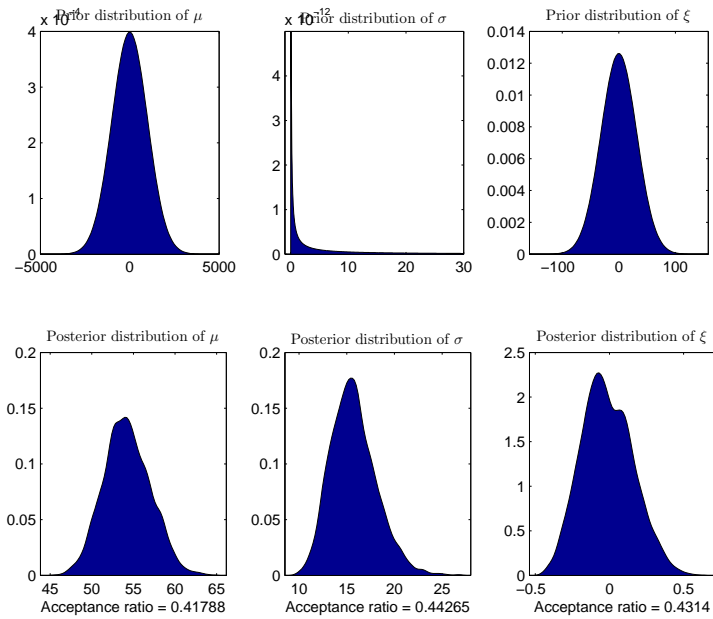 Prior distribution of μ
x 10⁻⁴
4
3
2
1
0
−5000 0 5000
Prior distribution of σ
x 10⁻¹²
4
3
2
1
0
0 10 20 30
Prior distribution of ξ
0.014
0.012
0.01
0.008
0.006
0.004
0.002
0
−100 0 100
Posterior distribution of μ
0.2
0.15
0.1
0.05
0
45 50 55 60 65
Acceptance ratio = 0.41788
Posterior distribution of σ
0.2
0.15
0.1
0.05
0
10 15 20 25
Acceptance ratio = 0.44265
Posterior distribution of ξ
2.5
2
1.5
1
0.5
0
−0.5 0 0.5
Acceptance ratio = 0.4314